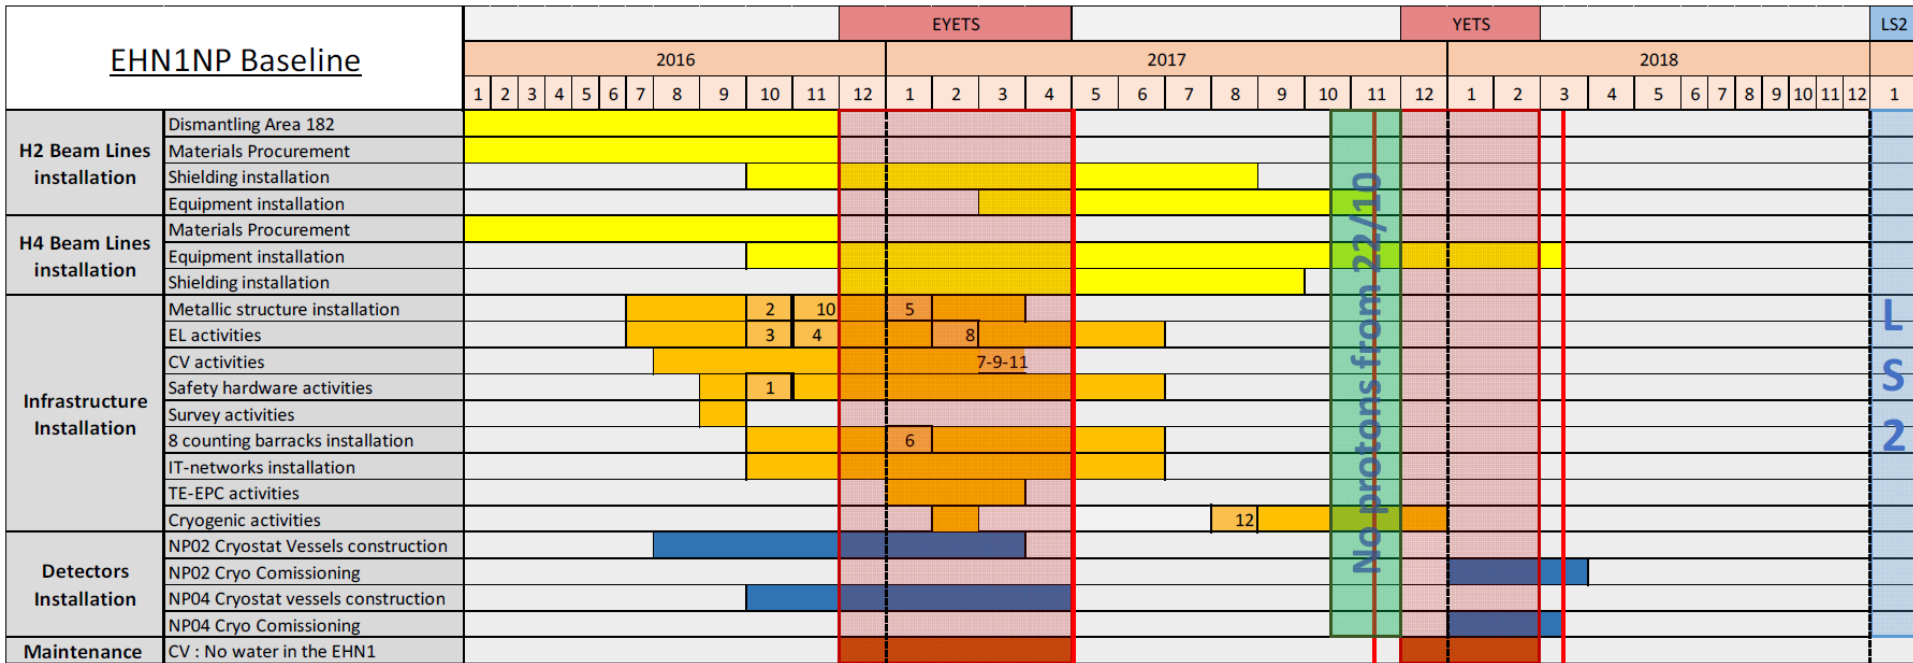 EYETS YETS LS2
EHN1NP Baseline
2016 2017 2018
1 2 3 4 5 6 7 8 9 10 11 12 1 2 3 4 5 6 7 8 9 10 11 12 1 2 3 4 5 6 7 8 9 10 11 12 1
H2 Beam Lines
installation
Dismantling Area 182
Materials Procurement
Shielding installation
Equipment installation
H4 Beam Lines
installation
Materials Procurement
Equipment installation
Shielding installation
Infrastructure
Installation
Metallic structure installation 2 10 5
EL activities 3 4 8
CV activities 7-9-11
Safety hardware activities 1
Survey activities
8 counting barracks installation 6
IT-networks installation
TE-EPC activities
Cryogenic activities 12
Detectors
Installation
NP02 Cryostat Vessels construction
NP02 Cryo Comissioning
NP04 Cryostat vessels construction
NP04 Cryo Comissioning
Maintenance CV : No water in the EHN1
No protons from 22/10
L
S
2